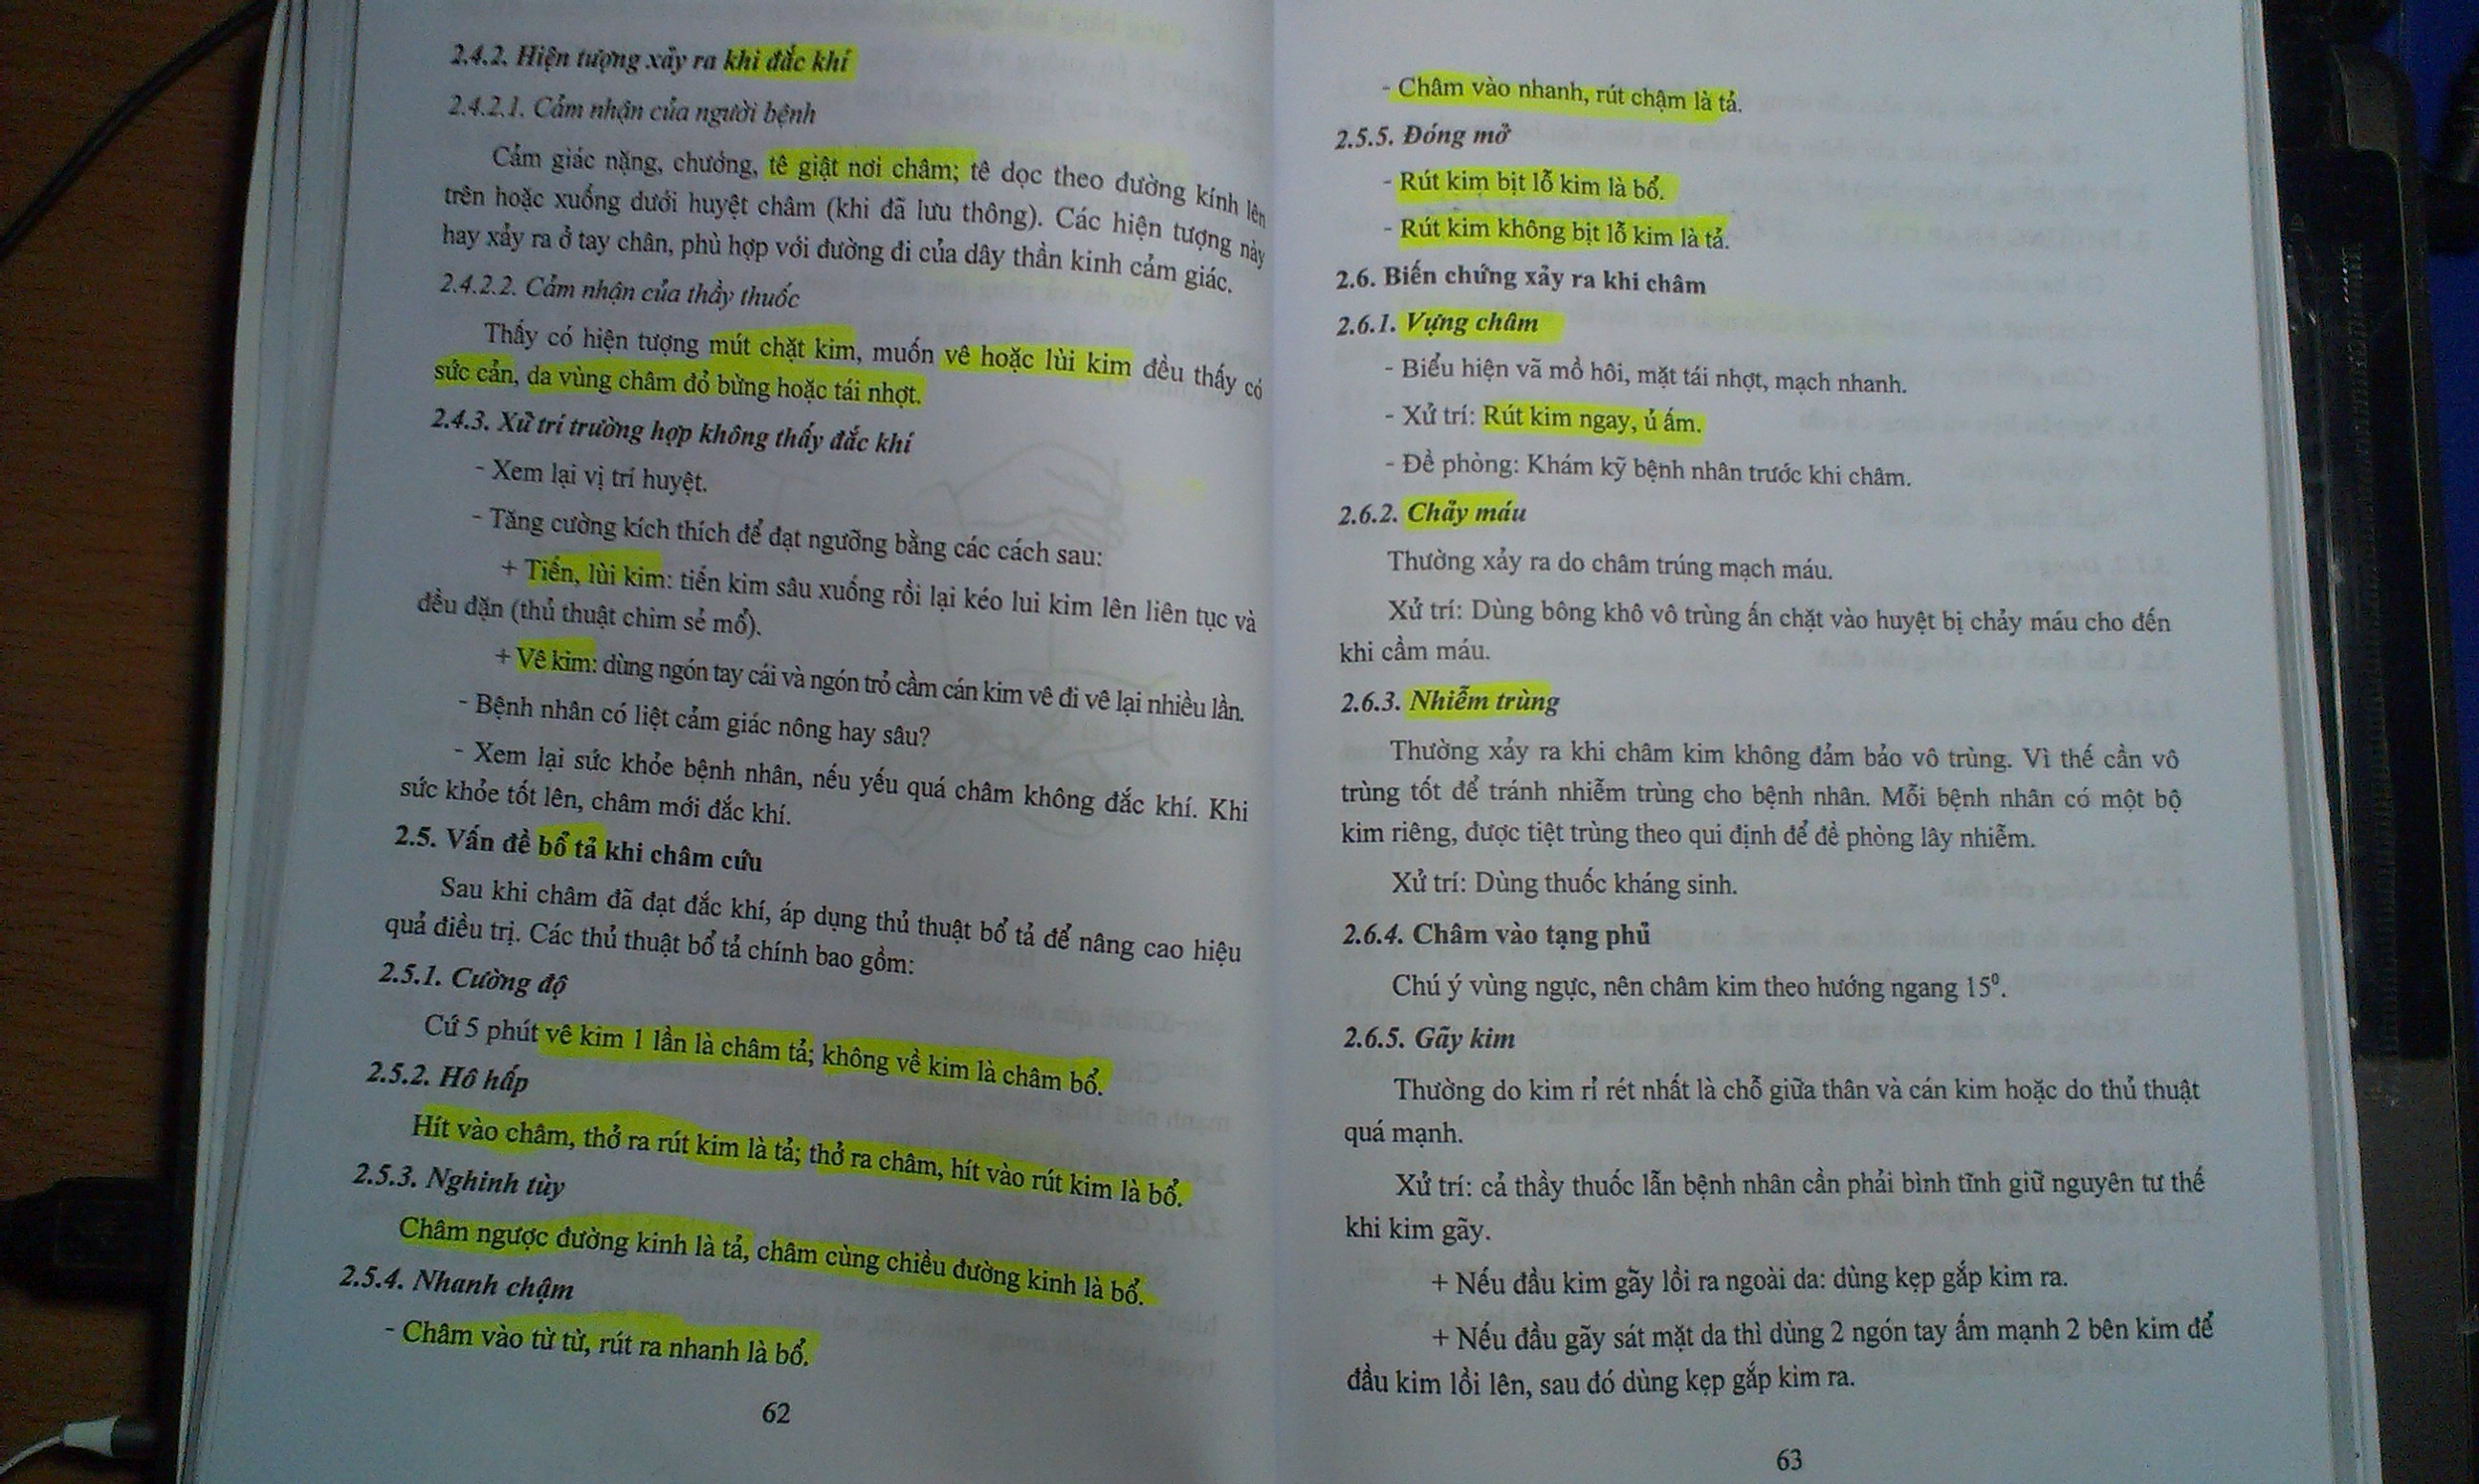 2.4.2. Hiện tượng xảy ra khi đắc khí
2.4.2.1. Cảm nhận của người bệnh
Cảm giác nặng, chướng, tê giật nơi châm; tê dọc theo đường kính lên
trên hoặc xuống dưới huyệt châm (khi đã lưu thông). Các hiện tượng này
hay xảy ra ở tay chân, phù hợp với đường đi của dây thần kinh cảm giác.
2.4.2.2. Cảm nhận của thầy thuốc
Thấy có hiện tượng mút chặt kim, muốn vê hoặc lùi kim đều thấy có
sức cản, da vùng châm đỏ bừng hoặc tái nhợt.
2.4.3. Xử trí trường hợp không thấy đắc khí
- Xem lại vị trí huyệt.
- Tăng cường kích thích để đạt ngưỡng bằng các cách sau:
+ Tiến, lùi kim: tiến kim sâu xuống rồi lại kéo lui kim lên liên tục và
đều dặn (thủ thuật chim sẻ mổ).
+ Vê kim: dùng ngón tay cái và ngón trỏ cầm cán kim vê đi vê lại nhiều lần.
- Bệnh nhân có liệt cảm giác nông hay sâu?
- Xem lại sức khỏe bệnh nhân, nếu yếu quá châm không đắc khí. Khi
sức khỏe tốt lên, châm mới đắc khí.
2.5. Vấn đề bổ tả khi châm cứu
Sau khi châm đã đạt đắc khí, áp dụng thủ thuật bổ tả để nâng cao hiệu
quả điều trị. Các thủ thuật bổ tả chính bao gồm:
2.5.1. Cường độ
Cứ 5 phút vê kim 1 lần là châm tả; không về kim là châm bổ.
2.5.2. Hô hấp
Hít vào châm, thở ra rút kim là tả; thở ra châm, hít vào rút kim là bổ.
2.5.3. Nghinh tùy
Châm ngược đường kinh là tả, châm cùng chiều đường kinh là bổ.
2.5.4. Nhanh chậm
- Châm vào từ từ, rút ra nhanh là bổ.
62
- Châm vào nhanh, rút chậm là tả.
2.5.5. Đóng mở
- Rút kim bịt lỗ kim là bổ.
- Rút kim không bịt lỗ kim là tả.
2.6. Biến chứng xảy ra khi châm
2.6.1. Vựng châm
- Biểu hiện vã mồ hôi, mặt tái nhợt, mạch nhanh.
- Xử trí: Rút kim ngay, ủ ấm.
- Đề phòng: Khám kỹ bệnh nhân trước khi châm.
2.6.2. Chảy máu
Thường xảy ra do châm trúng mạch máu.
Xử trí: Dùng bông khô vô trùng ấn chặt vào huyệt bị chảy máu cho đến
khi cầm máu.
2.6.3. Nhiễm trùng
Thường xảy ra khi châm kim không đảm bảo vô trùng. Vì thế cần vô
trùng tốt để tránh nhiễm trùng cho bệnh nhân. Mỗi bệnh nhân có một bộ
kim riêng, được tiệt trùng theo qui định để đề phòng lây nhiễm.
Xử trí: Dùng thuốc kháng sinh.
2.6.4. Châm vào tạng phủ
Chú ý vùng ngực, nên châm kim theo hướng ngang 15⁰.
2.6.5. Gãy kim
Thường do kim rỉ rét nhất là chỗ giữa thân và cán kim hoặc do thủ thuật
quá mạnh.
Xử trí: cả thầy thuốc lẫn bệnh nhân cần phải bình tĩnh giữ nguyên tư thế
khi kim gãy.
+ Nếu đầu kim gãy lồi ra ngoài da: dùng kẹp gắp kim ra.
+ Nếu đầu gãy sát mặt da thì dùng 2 ngón tay ấm mạnh 2 bên kim để
đầu kim lồi lên, sau đó dùng kẹp gắp kim ra.
63